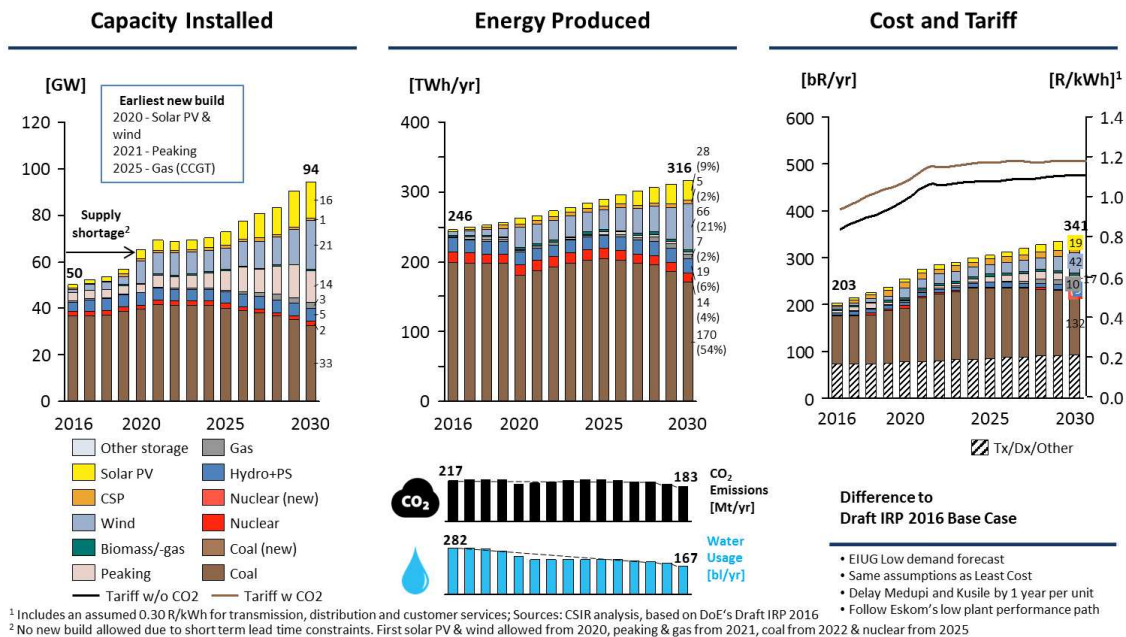 Capacity Installed
Energy Produced
Cost and Tariff
[GW]
[TWh/yr]
[bR/yr]
[R/kWh]1
Earliest new build
2020 - Solar PV &
wind
2021 - Peaking
2025 - Gas (CCGT)
Supply
shortage2
120
100
80
60
40
20
0
50
94
16
1
21
14
3
5
2
33
2016
2020
2025
2030
400
300
200
100
0
246
316
28
(9%)
5
(2%)
66
(21%)
7
(2%)
19
(6%)
14
(4%)
170
(54%)
2016
2020
2025
2030
600
500
400
300
200
100
0
203
341
19
42
10
132
1.4
1.2
1.0
0.8
0.6
0.4
0.2
0.0
2016
2020
2025
2030
Tx/Dx/Other
Other storage
Gas
Solar PV
Hydro+PS
CSP
Nuclear (new)
Wind
Nuclear
Biomass/-gas
Coal (new)
Peaking
Coal
Tariff w/o CO2
Tariff w CO2
CO2
217
183
CO2
Emissions
[Mt/yr]
282
167
Water
Usage
[bl/yr]
Difference to
Draft IRP 2016 Base Case
• EIUG Low demand forecast
• Same assumptions as Least Cost
• Delay Medupi and Kusile by 1 year per unit
• Follow Eskom's low plant performance path
1 Includes an assumed 0.30 R/kWh for transmission, distribution and customer services; Sources: CSIR analysis, based on DoE's Draft IRP 2016
2 No new build allowed due to short term lead time constraints. First solar PV & wind allowed from 2020, peaking & gas from 2021, coal from 2022 & nuclear from 2025